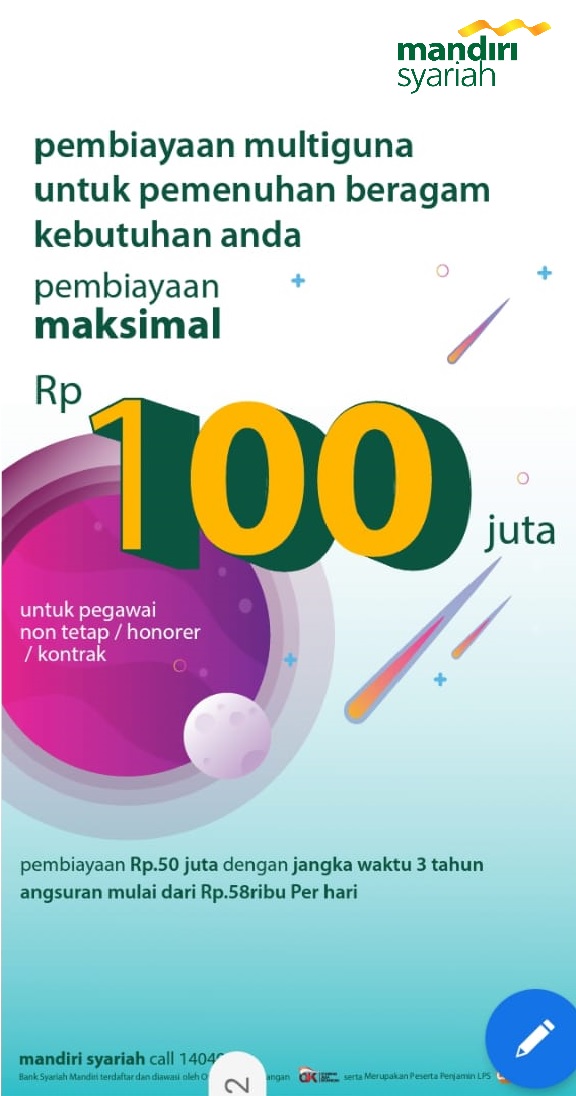 mandiri
syariah
pembiayaan multiguna
untuk pemenuhan beragam
kebutuhan anda
pembiayaan
maksimal
Rp
100
juta
untuk pegawai
non tetap / honorer
/ kontrak
pembiayaan Rp.50 juta dengan jangka waktu 3 tahun
angsuran mulai dari Rp.58ribu Per hari
mandiri syariah call 1404
2
Bank Syariah Mandiri terdaftar dan diawasi oleh serta Merupakan Peserta Penjamin LPS